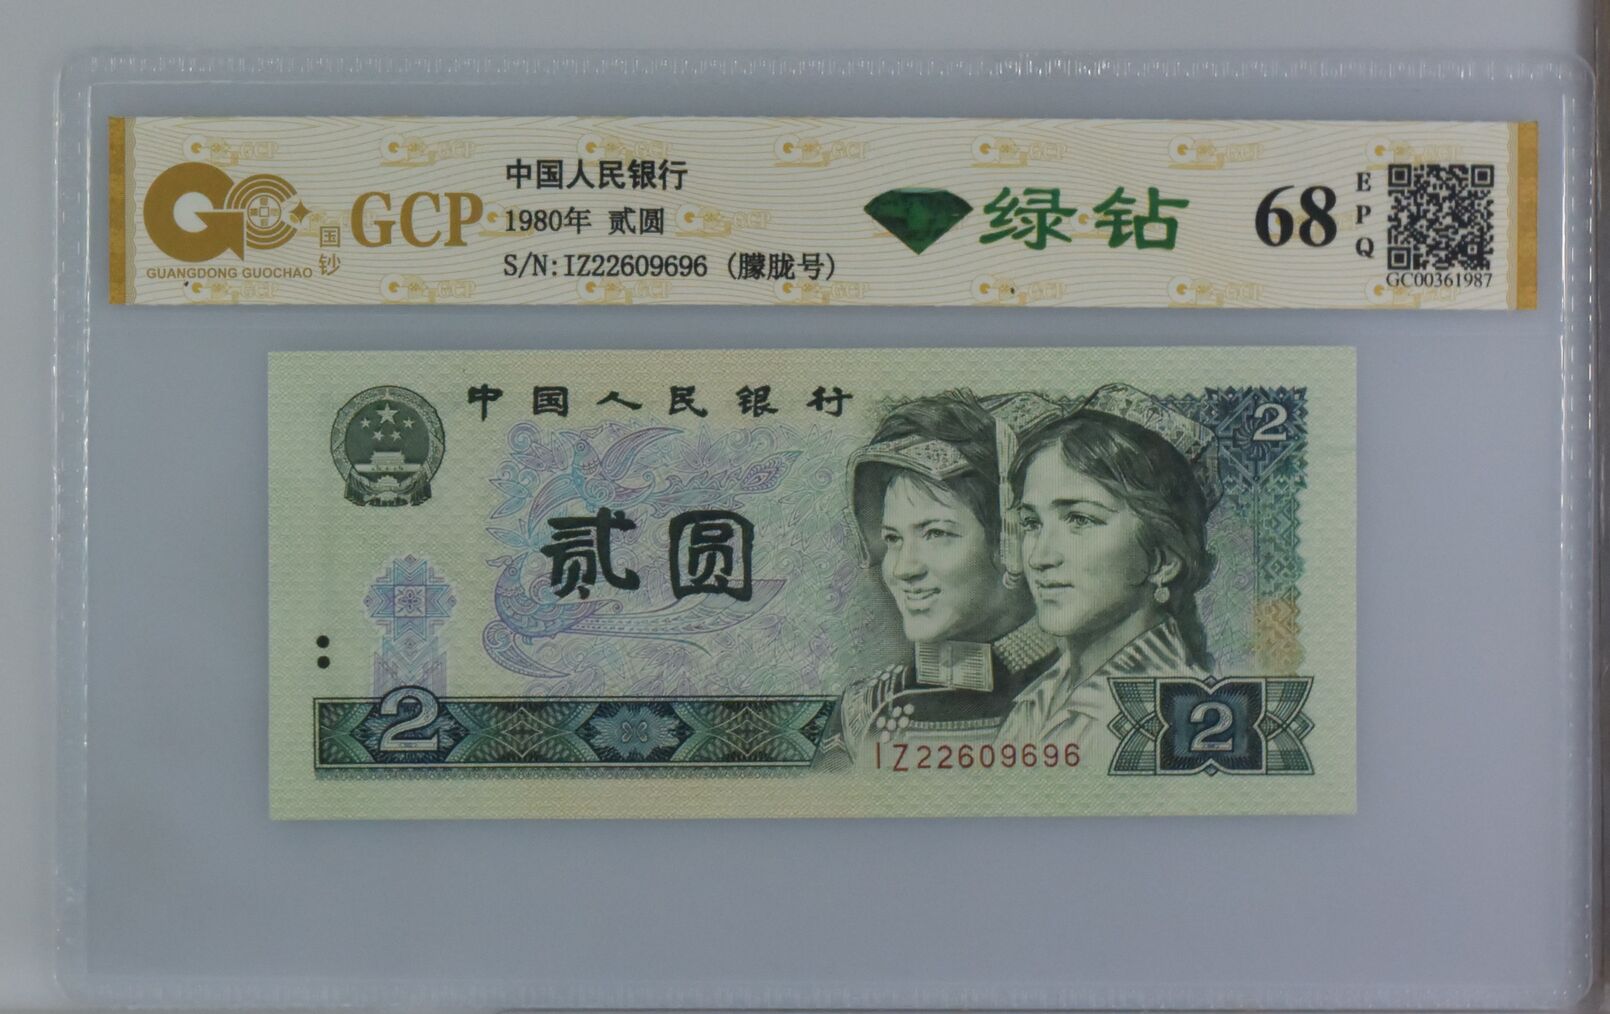 GUANGDONG GUOCHAO
国钞
GCP
中国人民银行
1980年 贰圆
S/N:IZ22609696 (朦胧号)
绿钻
68
EPQ
GC00361987
中国人民银行
2
贰圆
2
IZ22609696
2